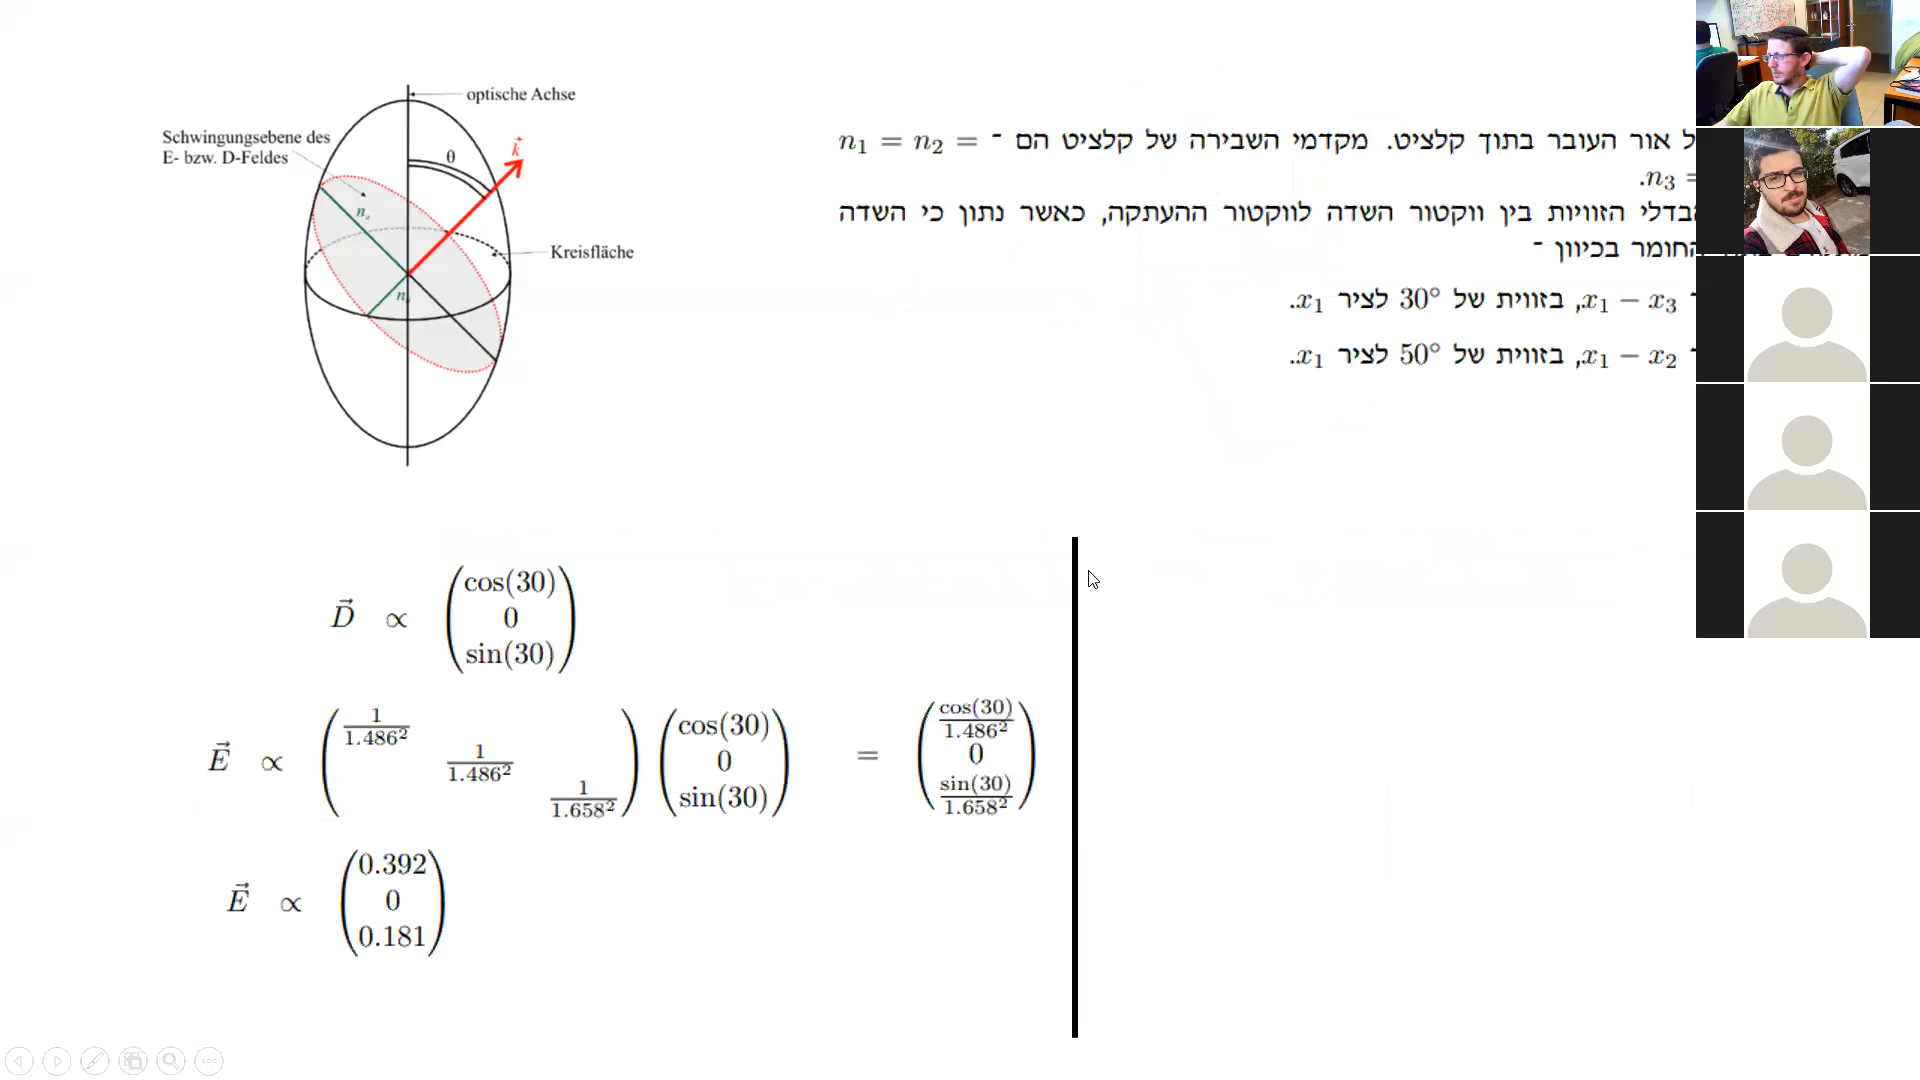 optische Achse
Schwingungsebene des
E- bzw. D-Feldes
θ
k⃗
Kreisfläche
ל אור העובר בתוך קלציט. מקדמי השבירה של קלציט הם - n₁ = n₂ =
n₃ =.
הבדלי הזוויות בין ווקטור השדה לווקטור ההעתקה, כאשר נתון כי השדה
החומר בכיוון -
x₁ − x₃, בזווית של 30° לציר x₁.
x₁ − x₂, בזווית של 50° לציר x₁.
D⃗ ∝ (cos(30) 0 sin(30))
E⃗ ∝ (1/1.486² 1/1.486² 1/1.658²) (cos(30) 0 sin(30)) = (cos(30)/1.486² 0 sin(30)/1.658²)
E⃗ ∝ (0.392 0 0.181)